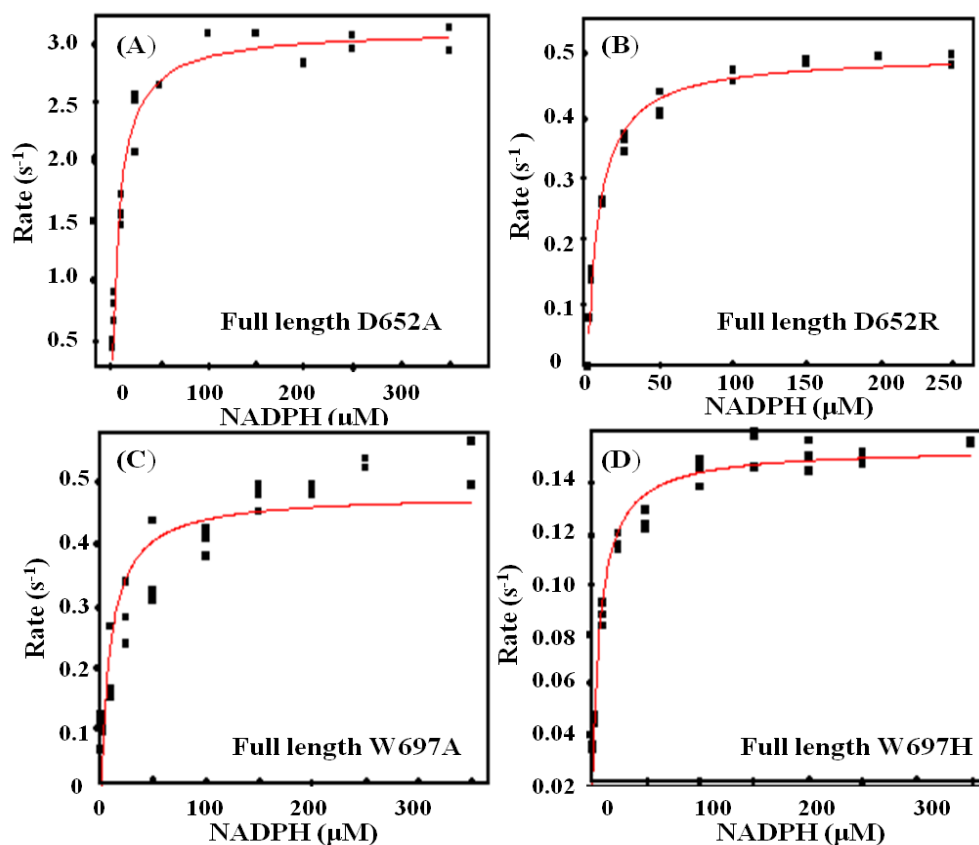 (A)
3.0
2.5
2.0
1.5
1.0
0.5
Rate (s-1)
Full length D652A
0 100 200 300
NADPH (μM)
(B)
0.5
0.4
0.3
0.2
0.1
0
Rate (s-1)
Full length D652R
0 50 100 150 200 250
NADPH (μM)
(C)
0.5
0.4
0.3
0.2
0.1
0
Rate (s-1)
Full length W697A
0 100 200 300
NADPH (μM)
(D)
0.14
0.12
0.10
0.08
0.06
0.04
0.02
Rate (s-1)
Full length W697H
0 100 200 300
NADPH (μM)